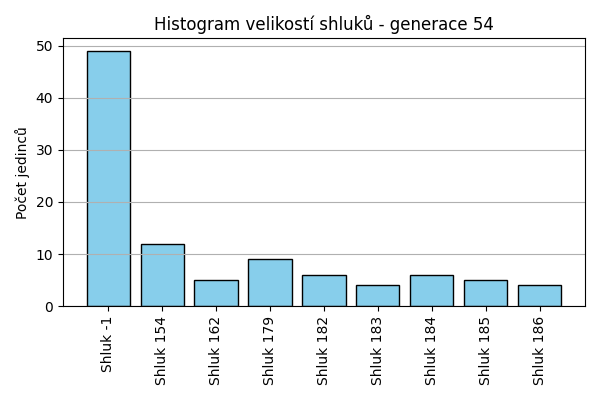 Histogram velikostí shluků - generace 54
50
40
30
20
10
0
Počet jedinců
Shluk -1
Shluk 154
Shluk 162
Shluk 179
Shluk 182
Shluk 183
Shluk 184
Shluk 185
Shluk 186